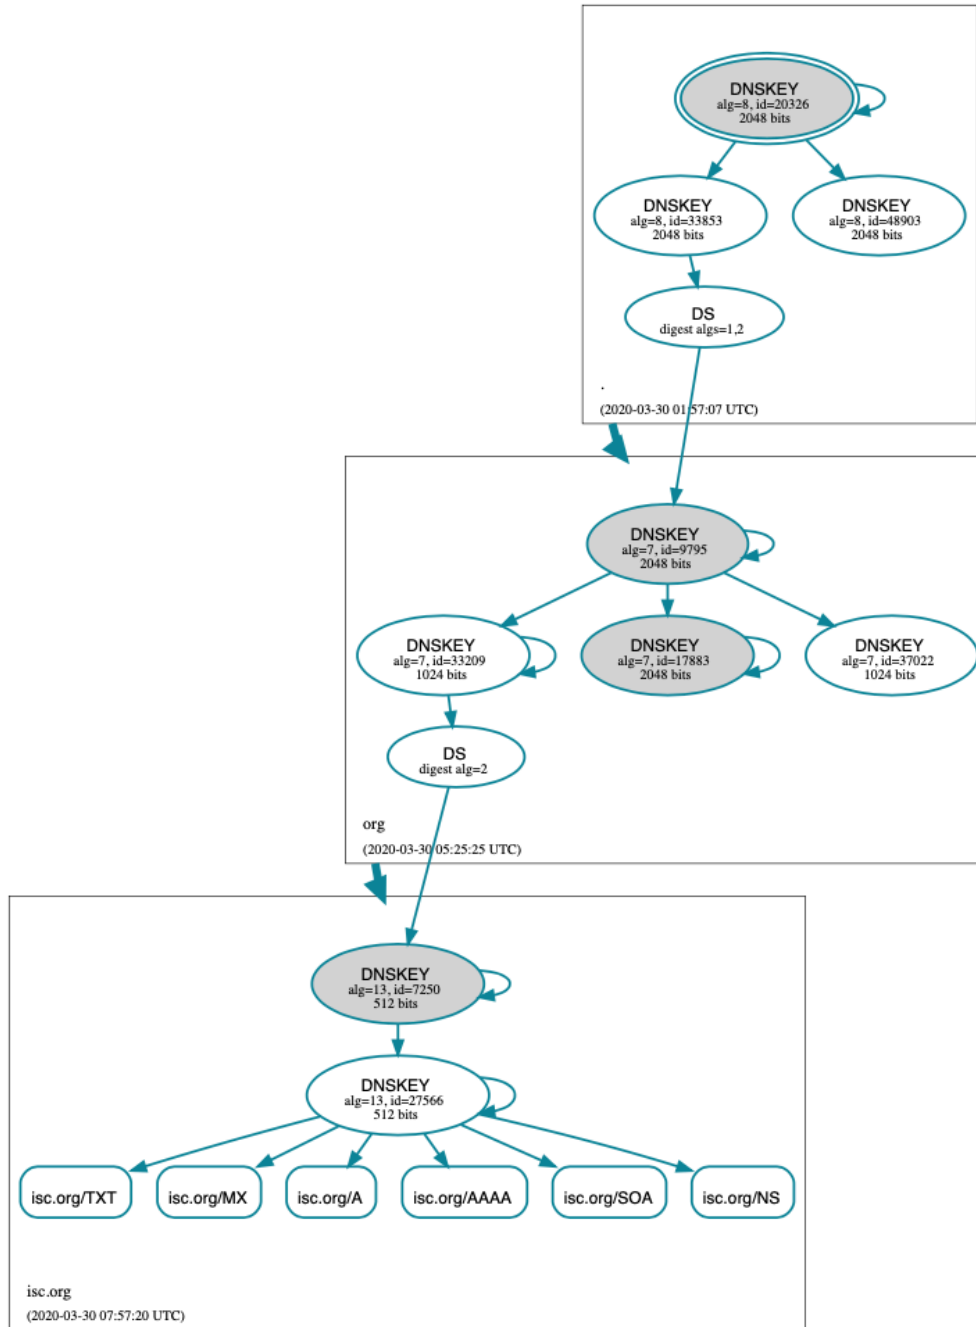 DNSKEY
alg=8, id=20326
2048 bits
DNSKEY
alg=8, id=33853
2048 bits
DNSKEY
alg=8, id=48903
2048 bits
DS
digest algs=1,2
.
(2020-03-30 01:57:07 UTC)
DNSKEY
alg=7, id=9795
2048 bits
DNSKEY
alg=7, id=33209
1024 bits
DNSKEY
alg=7, id=17883
2048 bits
DNSKEY
alg=7, id=37022
1024 bits
DS
digest alg=2
org
(2020-03-30 05:25:25 UTC)
DNSKEY
alg=13, id=7250
512 bits
DNSKEY
alg=13, id=27566
512 bits
isc.org/TXT
isc.org/MX
isc.org/A
isc.org/AAAA
isc.org/SOA
isc.org/NS
isc.org
(2020-03-30 07:57:20 UTC)